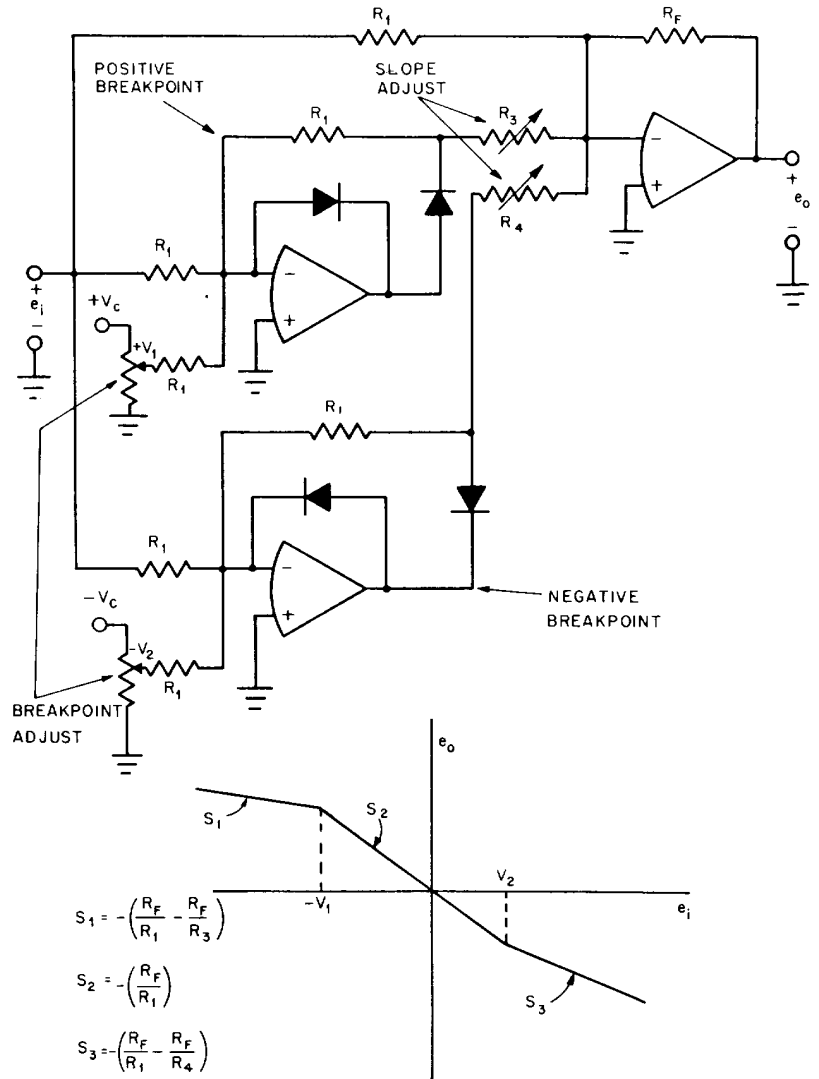 R1
RF
POSITIVE
BREAKPOINT
SLOPE
ADJUST
R1
R3
R4
-
+
+
eo
-
R1
-
+
+
ei
-
+Vc
+V1
R1
R1
R1
-
+
-Vc
-V2
R1
NEGATIVE
BREAKPOINT
BREAKPOINT
ADJUST
eo
S1
S2
-V1
V2
ei
S3
S1 = -(RF/R1 - RF/R3)
S2 = -(RF/R1)
S3 = -(RF/R1 - RF/R4)